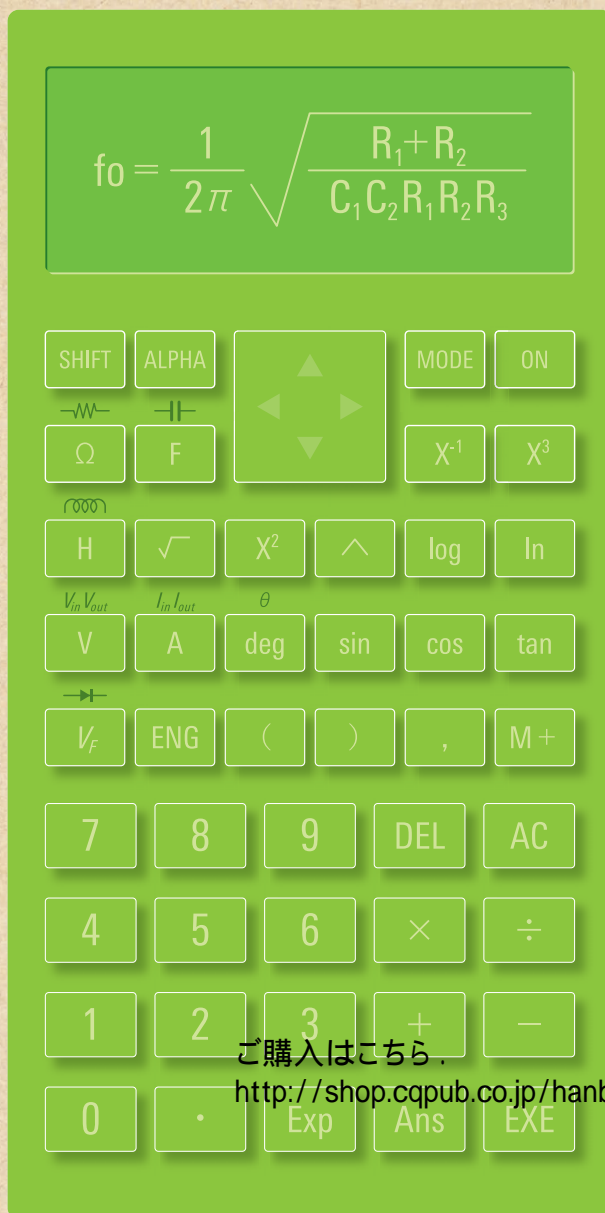 fo = 1 / 2π √ R₁+R₂ / C₁C₂R₁R₂R₃
SHIFT ALPHA MODE ON
Ω F X⁻¹ X³
H √ X² ^ log ln
Vin Vout Iin Iout θ
V A deg sin cos tan
VF ENG ( ) , M+
7 8 9 DEL AC
4 5 6 × ÷
1 2 3 + −
ご購入はこちら.
http://shop.cqpub.co.jp/hanb
0 · Exp Ans EXE